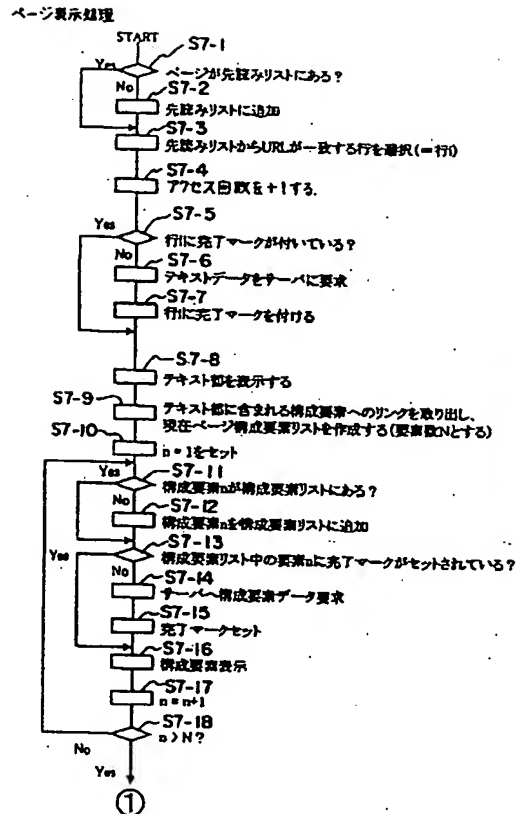 ページ表示処理
START
S7-1
Yes
ページが先読みリストにある？
No
S7-2
先読みリストに追加
S7-3
先読みリストからURLが一致する行を選択(=行i)
S7-4
アクセス回数を+1する.
S7-5
Yes
行iに完了マークが付いている？
No
S7-6
テキストデータをサーバに要求
S7-7
行iに完了マークを付ける
S7-8
テキスト部を表示する
S7-9
テキスト部に含まれる構成要素へのリンクを取り出し、
現在ページ構成要素リストを作成する(要素数Nとする)
S7-10
n=1をセット
S7-11
Yes
構成要素nが構成要素リストにある？
No
S7-12
構成要素nを構成要素リストに追加
S7-13
Yes
構成要素リスト中の要素nに完了マークがセットされている？
No
S7-14
サーバへ構成要素データ要求
S7-15
完了マークセット
S7-16
構成要素表示
S7-17
n=n+1
S7-18
n>N?
No
Yes
①